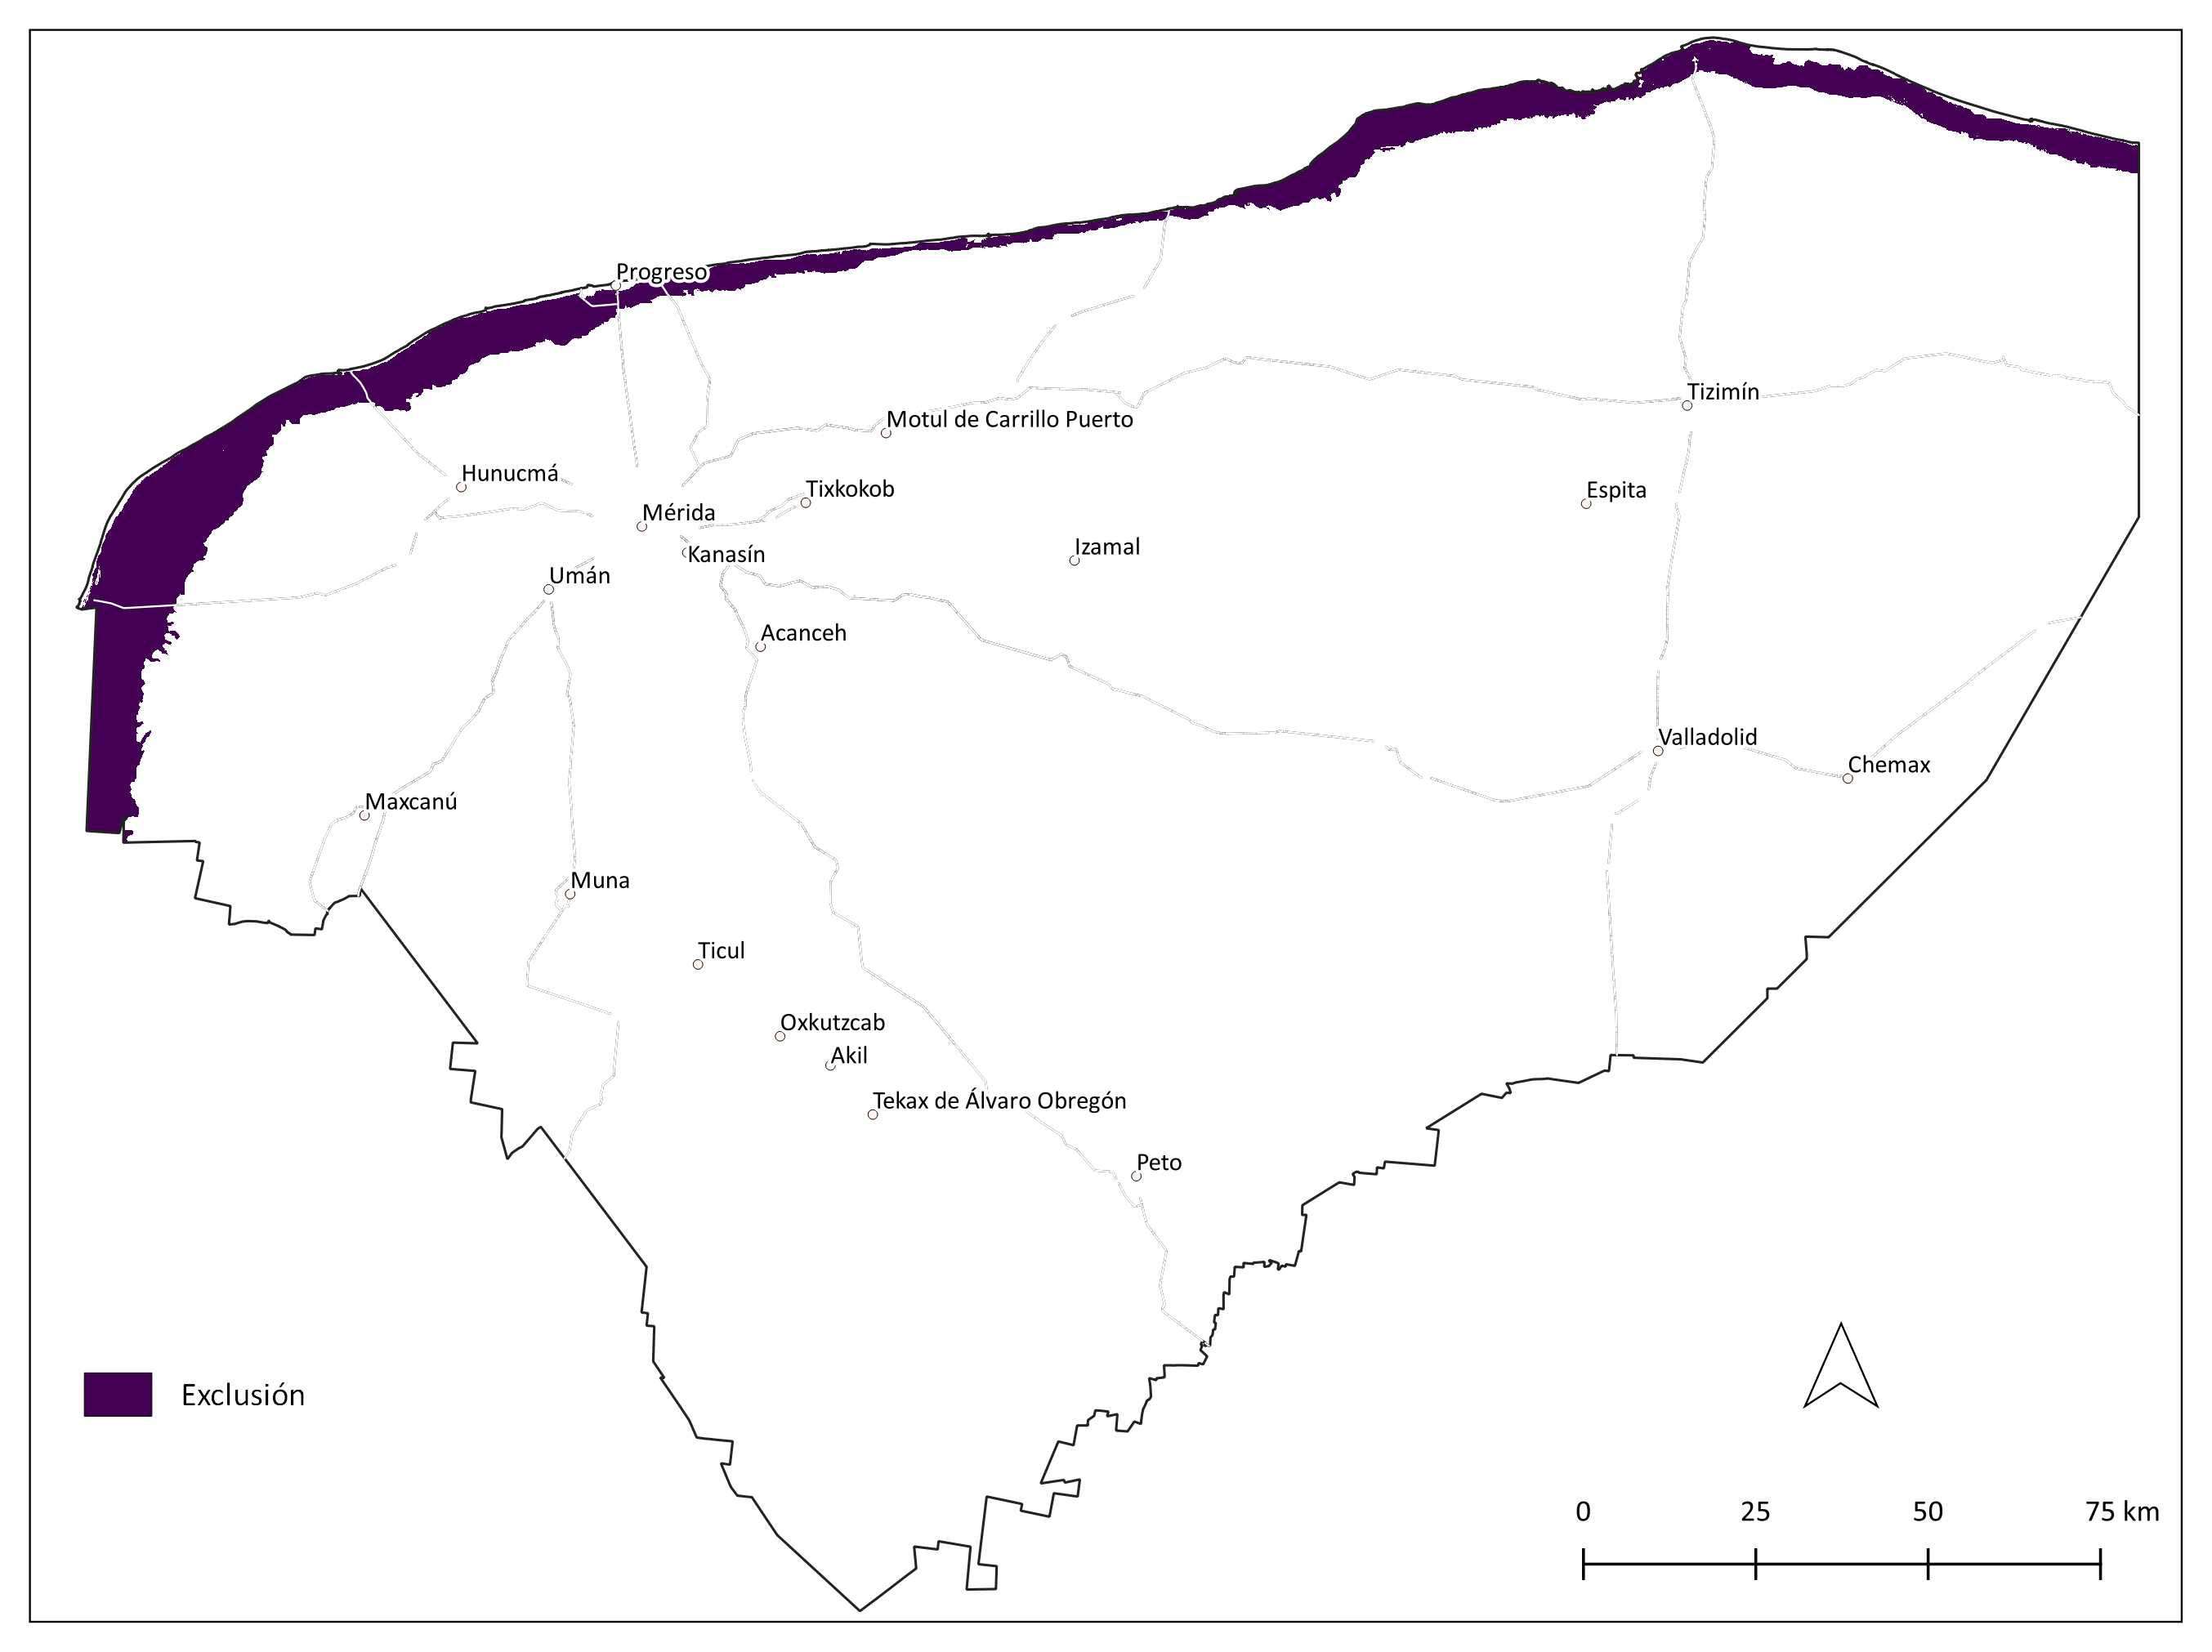 Progreso
Tizimín
Motul de Carrillo Puerto
Hunucmá
Tixkokob
Espita
Mérida
Kanasín
Izamal
Umán
Acanceh
Valladolid
Chemax
Maxcanú
Muna
Ticul
Oxkutzcab
Akil
Tekax de Álvaro Obregón
Peto
Exclusión
0 25 50 75 km